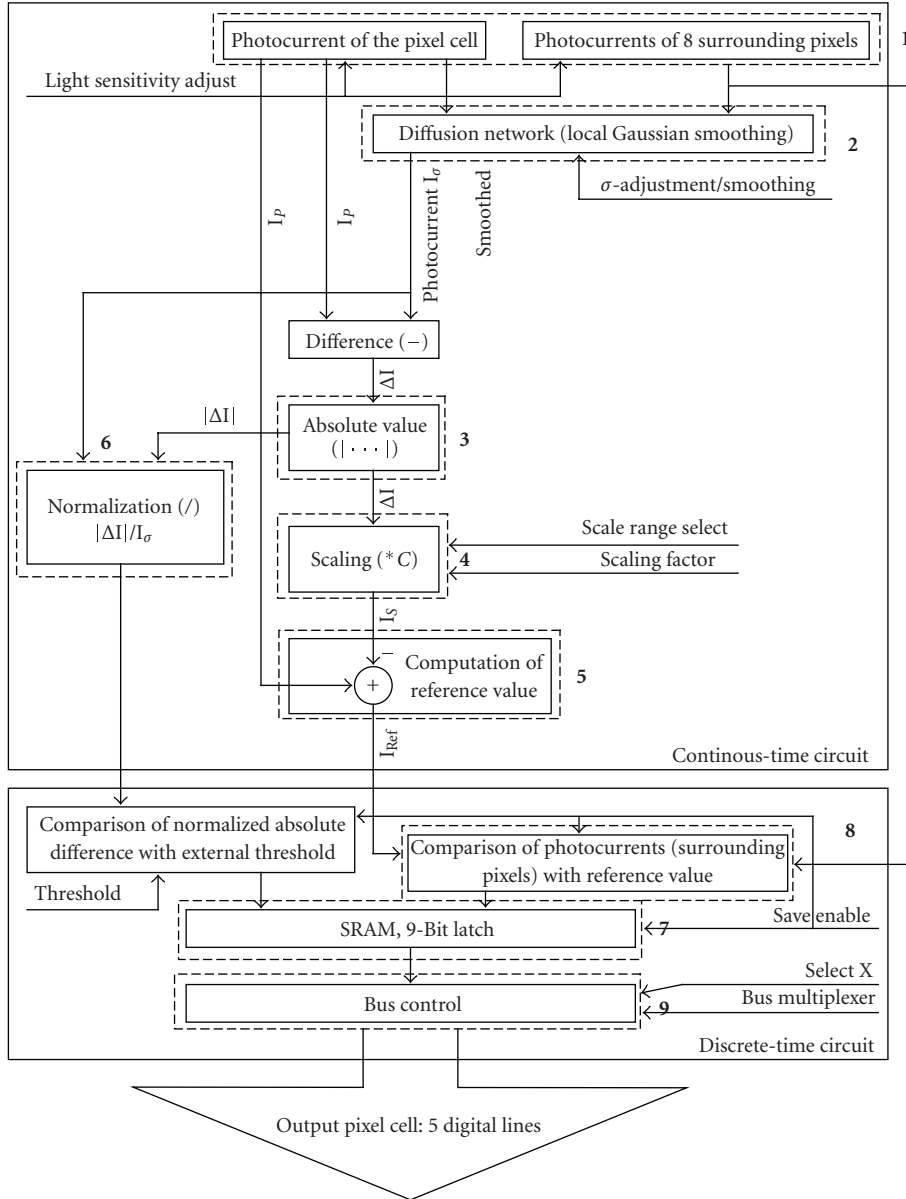 Photocurrent of the pixel cell
Photocurrents of 8 surrounding pixels
1
Light sensitivity adjust
Diffusion network (local Gaussian smoothing)
2
σ-adjustment/smoothing
I_P
I_P
Photocurrent I_σ
Smoothed
Difference (−)
ΔI
|ΔI|
Absolute value
(| · · · |)
3
6
Normalization (/)
|ΔI|/I_σ
ΔI
Scaling (*C)
4
Scale range select
Scaling factor
I_S
−
+
Computation of
reference value
5
I_Ref
Continous-time circuit
Comparison of normalized absolute
difference with external threshold
8
Comparison of photocurrents (surrounding
pixels) with reference value
Threshold
SRAM, 9-Bit latch
7
Save enable
Select X
Bus control
Bus multiplexer
9
Discrete-time circuit
Output pixel cell: 5 digital lines